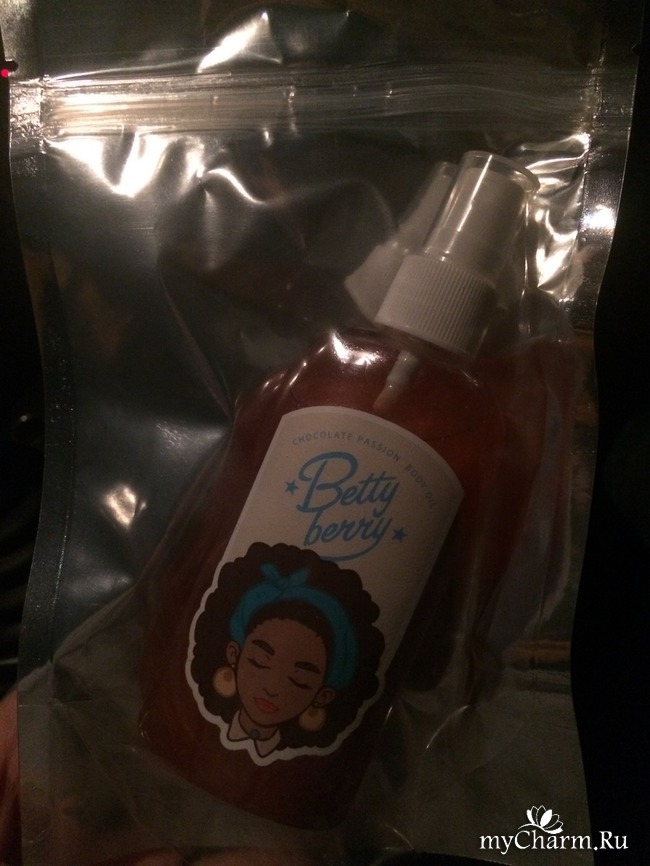 CHOCOLATE PASSION BODY OIL
Betty
berry
myCharm.Ru